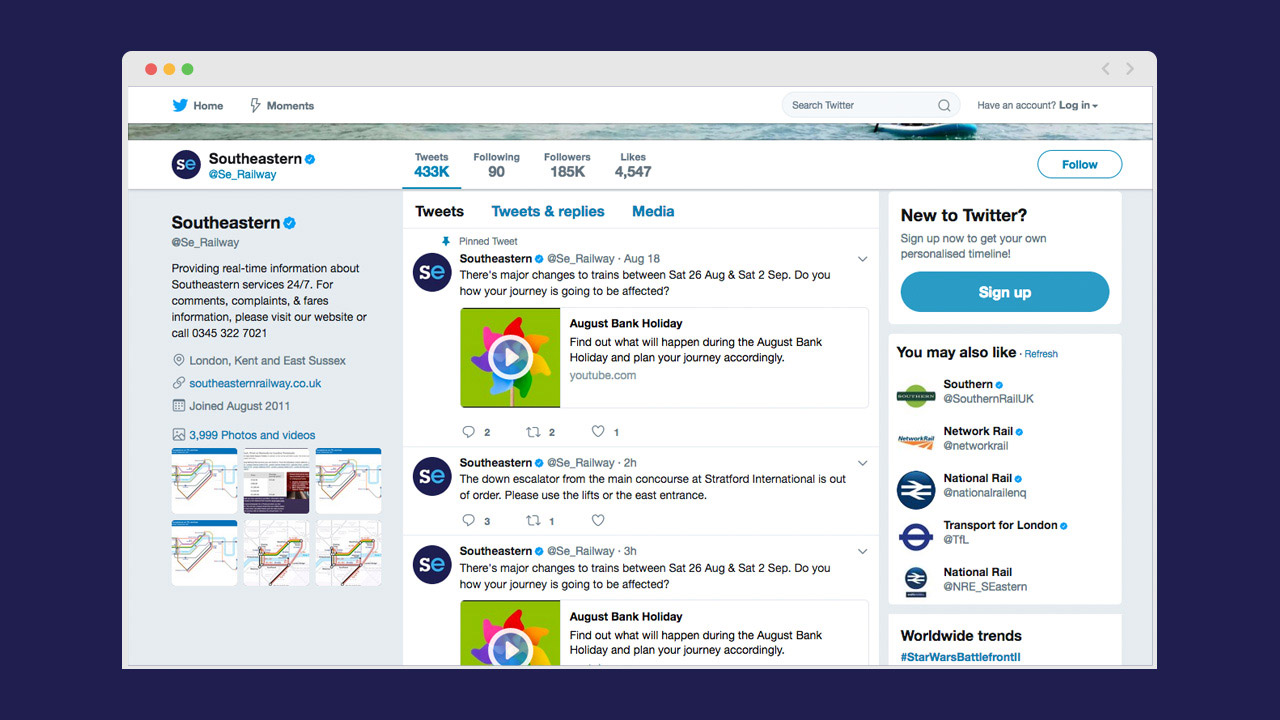 Home
Moments
Search Twitter
Have an account? Log in
se
Southeastern
@Se_Railway
Tweets
433K
Following
90
Followers
185K
Likes
4,547
Follow
Southeastern
@Se_Railway
Providing real-time information about
Southeastern services 24/7. For
comments, complaints, & fares
information, please visit our website or
call 0345 322 7021
London, Kent and East Sussex
southeasternrailway.co.uk
Joined August 2011
3,999 Photos and videos
Tweets
Tweets & replies
Media
Pinned Tweet
se
Southeastern @Se_Railway · Aug 18
There's major changes to trains between Sat 26 Aug & Sat 2 Sep. Do you
how your journey is going to be affected?
August Bank Holiday
Find out what will happen during the August Bank
Holiday and plan your journey accordingly.
youtube.com
2
2
1
se
Southeastern @Se_Railway · 2h
The down escalator from the main concourse at Stratford International is out
of order. Please use the lifts or the east entrance.
3
1
se
Southeastern @Se_Railway · 3h
There's major changes to trains between Sat 26 Aug & Sat 2 Sep. Do you
how your journey is going to be affected?
August Bank Holiday
Find out what will happen during the August Bank
Holiday and plan your journey accordingly.
New to Twitter?
Sign up now to get your own
personalised timeline!
Sign up
You may also like · Refresh
SOUTHERN
Southern
@SouthernRailUK
NetworkRail
Network Rail
@networkrail
National Rail
@nationalrailenq
Transport for London
@TfL
National Rail
@NRE_SEastern
Worldwide trends
#StarWarsBattlefrontII